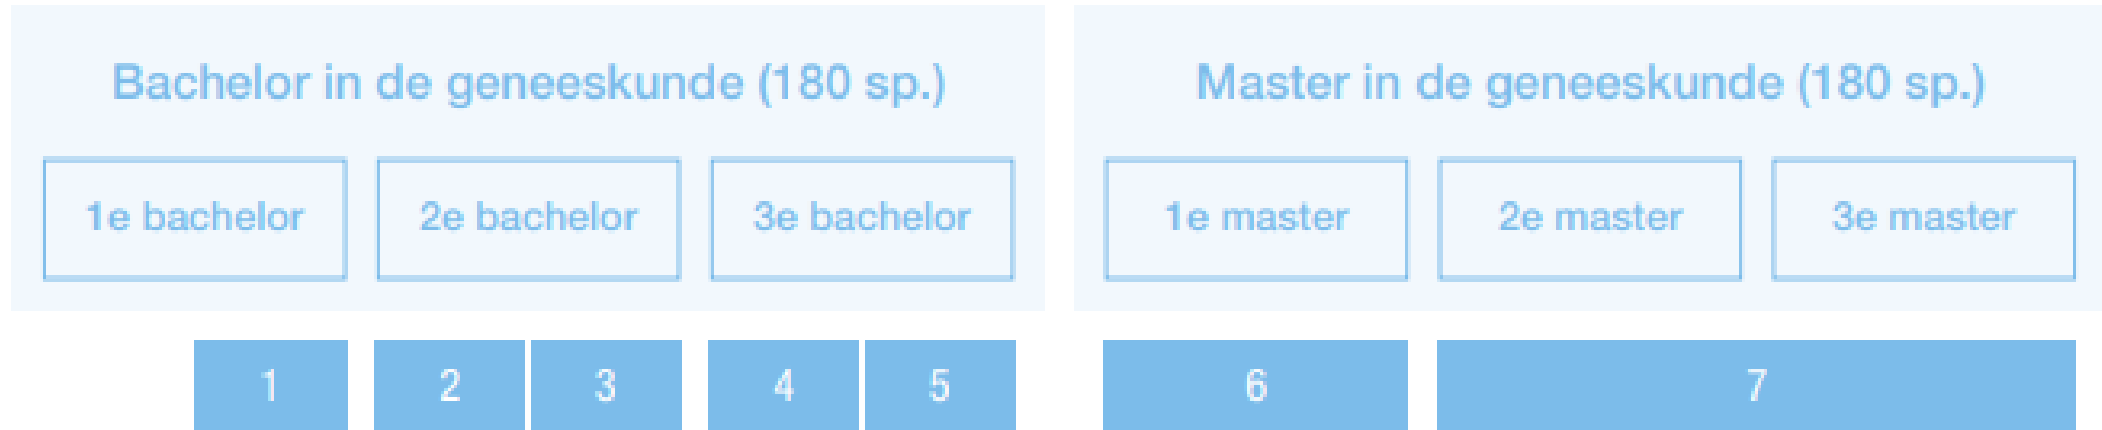 Bachelor in de geneeskunde (180 sp.)
Master in de geneeskunde (180 sp.)
1e bachelor
2e bachelor
3e bachelor
1e master
2e master
3e master
1
2
3
4
5
6
7